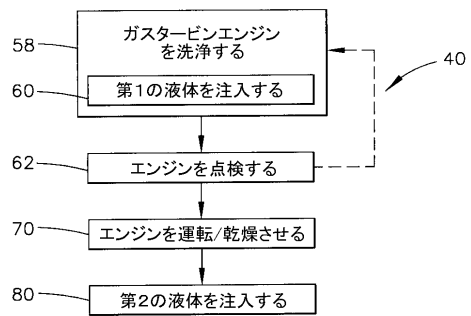 58
ガスタービンエンジン
を洗浄する
60
第1の液体を注入する
40
62
エンジンを点検する
70
エンジンを運転/乾燥させる
80
第2の液体を注入する